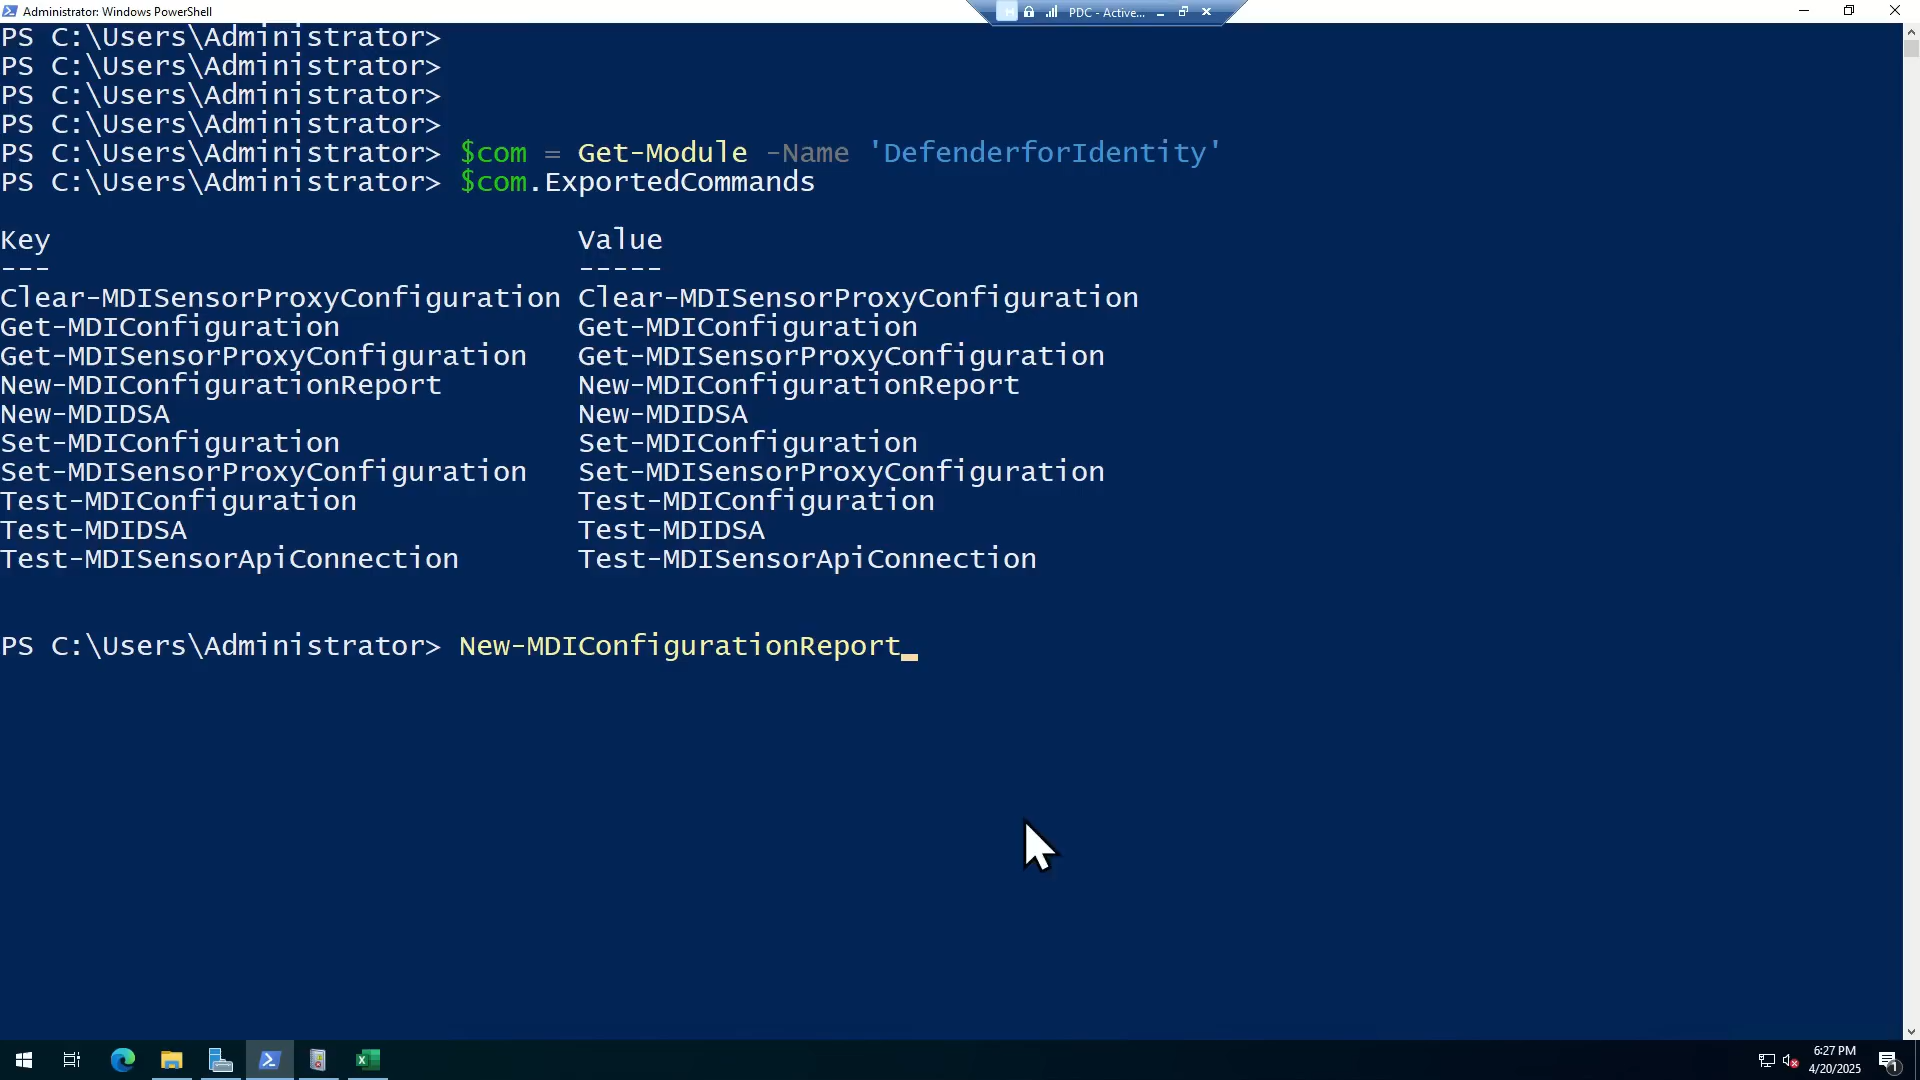 Administrator: Windows PowerShell
PDC - Active...
PS C:\Users\Administrator>
PS C:\Users\Administrator>
PS C:\Users\Administrator>
PS C:\Users\Administrator>
PS C:\Users\Administrator> $com = Get-Module -Name 'DefenderforIdentity'
PS C:\Users\Administrator> $com.ExportedCommands
Key Value
--- -----
Clear-MDISensorProxyConfiguration Clear-MDISensorProxyConfiguration
Get-MDIConfiguration Get-MDIConfiguration
Get-MDISensorProxyConfiguration Get-MDISensorProxyConfiguration
New-MDIConfigurationReport New-MDIConfigurationReport
New-MDIDSA New-MDIDSA
Set-MDIConfiguration Set-MDIConfiguration
Set-MDISensorProxyConfiguration Set-MDISensorProxyConfiguration
Test-MDIConfiguration Test-MDIConfiguration
Test-MDIDSA Test-MDIDSA
Test-MDISensorApiConnection Test-MDISensorApiConnection
PS C:\Users\Administrator> New-MDIConfigurationReport
6:27 PM
4/20/2025
1